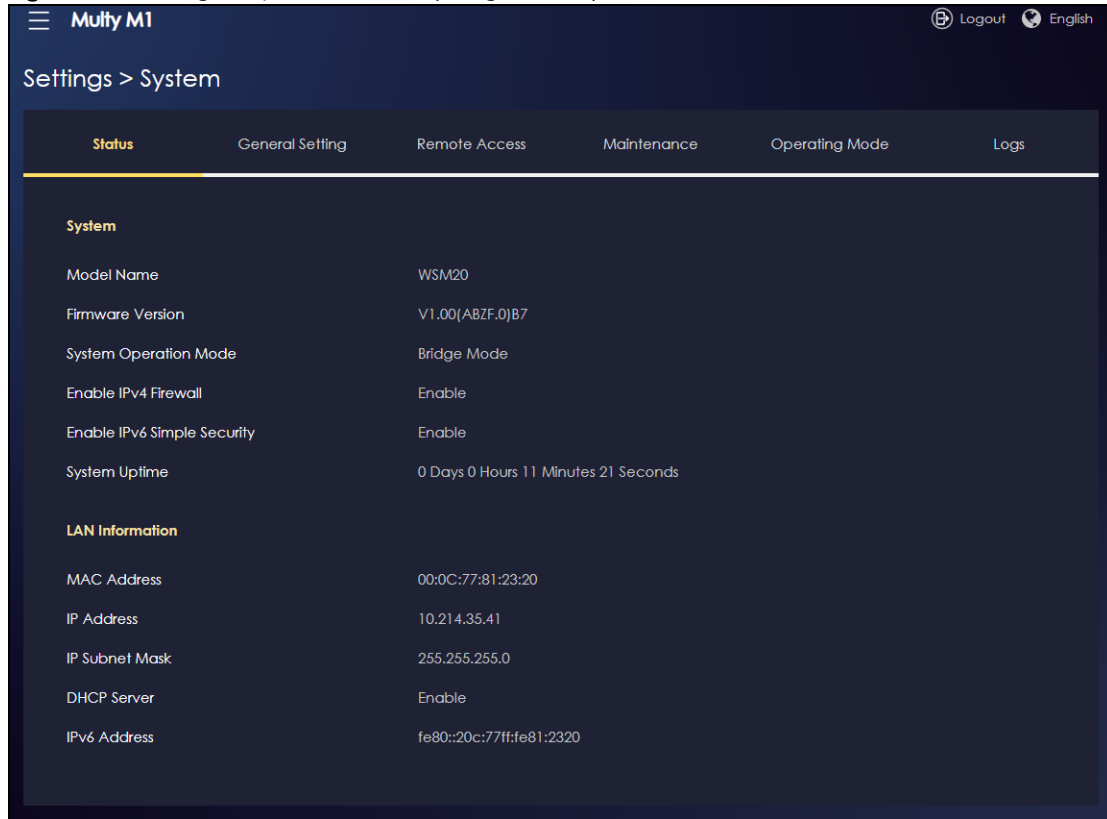 Multy M1 Logout English
Settings > System
Status General Setting Remote Access Maintenance Operating Mode Logs
System
Model Name WSM20
Firmware Version V1.00(ABZF.0)B7
System Operation Mode Bridge Mode
Enable IPv4 Firewall Enable
Enable IPv6 Simple Security Enable
System Uptime 0 Days 0 Hours 11 Minutes 21 Seconds
LAN Information
MAC Address 00:0C:77:81:23:20
IP Address 10.214.35.41
IP Subnet Mask 255.255.255.0
DHCP Server Enable
IPv6 Address fe80::20c:77ff:fe81:2320